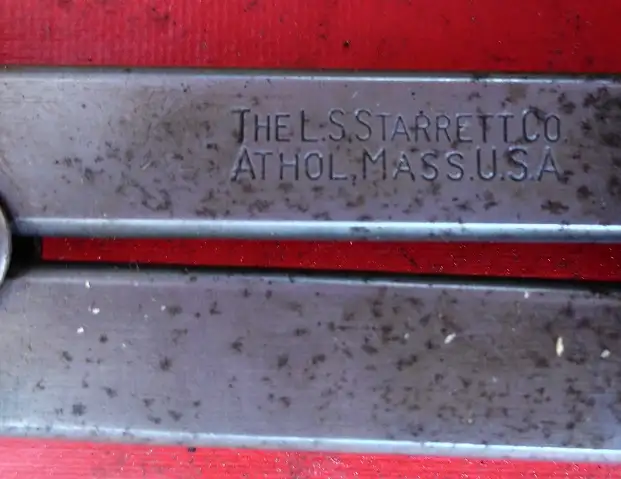 THE L.S.STARRETT CO.
ATHOL, MASS.U.S.A.